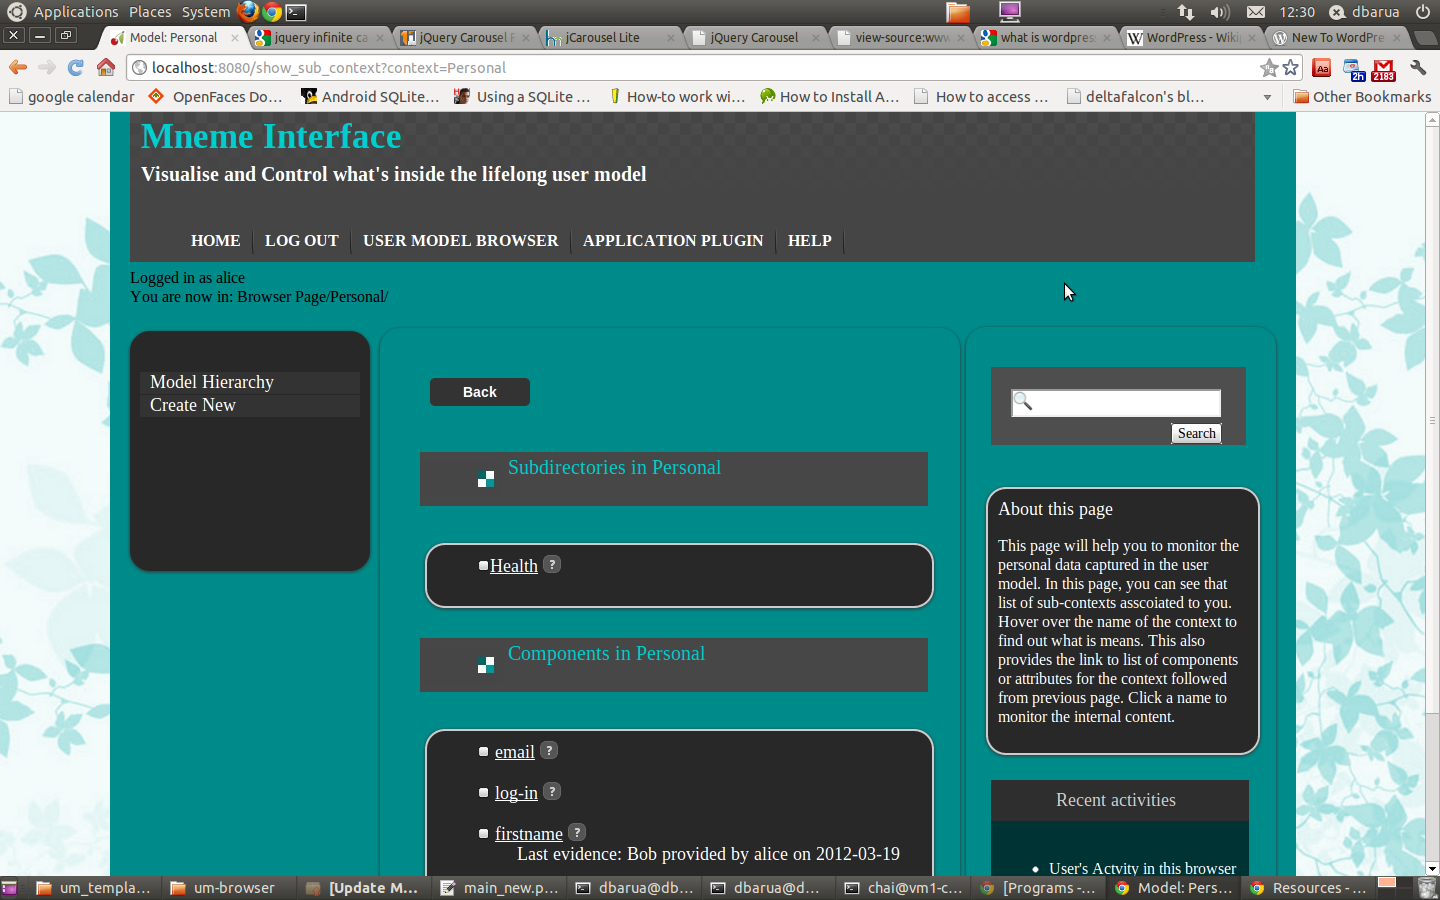 Applications Places System 12:30 dbarua
Model: Personal jquery infinite ca jQuery Carousel F jCarousel Lite jQuery Carousel view-source:www what is wordpres WordPress - Wiki New To WordPre
localhost:8080/show_sub_context?context=Personal Aa 2h 2183
google calendar OpenFaces Do... Android SQLite... Using a SQLite ... How-to work wi... How to Install A... How to access ... deltafalcon's bl... Other Bookmarks
Mneme Interface
Visualise and Control what's inside the lifelong user model
HOME LOG OUT USER MODEL BROWSER APPLICATION PLUGIN HELP
Logged in as alice
You are now in: Browser Page/Personal/
Model Hierarchy
Create New
Back
Subdirectories in Personal
Health ?
Components in Personal
email ?
log-in ?
firstname ?
Last evidence: Bob provided by alice on 2012-03-19
Search
About this page
This page will help you to monitor the
personal data captured in the user
model. In this page, you can see that
list of sub-contexts asscoiated to you.
Hover over the name of the context to
find out what is means. This also
provides the link to list of components
or attributes for the context followed
from previous page. Click a name to
monitor the internal content.
Recent activities
User's Actvity in this browser
um_templa... um-browser [Update M... main_new.p... dbarua@db... dbarua@d... chai@vm1-c... [Programs -... Model: Pers... Resources - ...